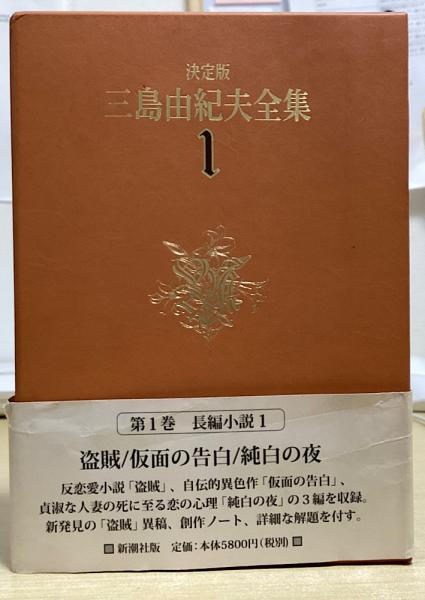 決定版
三島由紀夫全集
1
第1巻 長編小説1
盗賊/仮面の告白/純白の夜
反恋愛小説「盗賊」、自伝的異色作「仮面の告白」、
貞淑な人妻の死に至る恋の心理「純白の夜」の3編を収録。
新発見の「盗賊」異稿、創作ノート、詳細な解題を付す。
■新潮社版 定価:本体5800円(税別)■